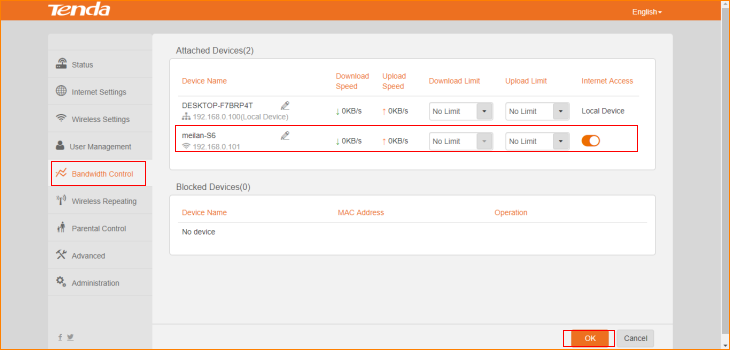 Tenda
English
Attached Devices(2)
Status
Internet Settings
Wireless Settings
User Management
Bandwidth Control
Wireless Repeating
Parental Control
Advanced
Administration
Device Name Download Speed Upload Speed Download Limit Upload Limit Internet Access
DESKTOP-F7BRP4T
192.168.0.100(Local Device)
↓ 0KB/s ↑ 0KB/s No Limit No Limit Local Device
meilan-S6
192.168.0.101
↓ 0KB/s ↑ 0KB/s No Limit No Limit
Blocked Devices(0)
Device Name MAC Address Operation
No device
OK Cancel